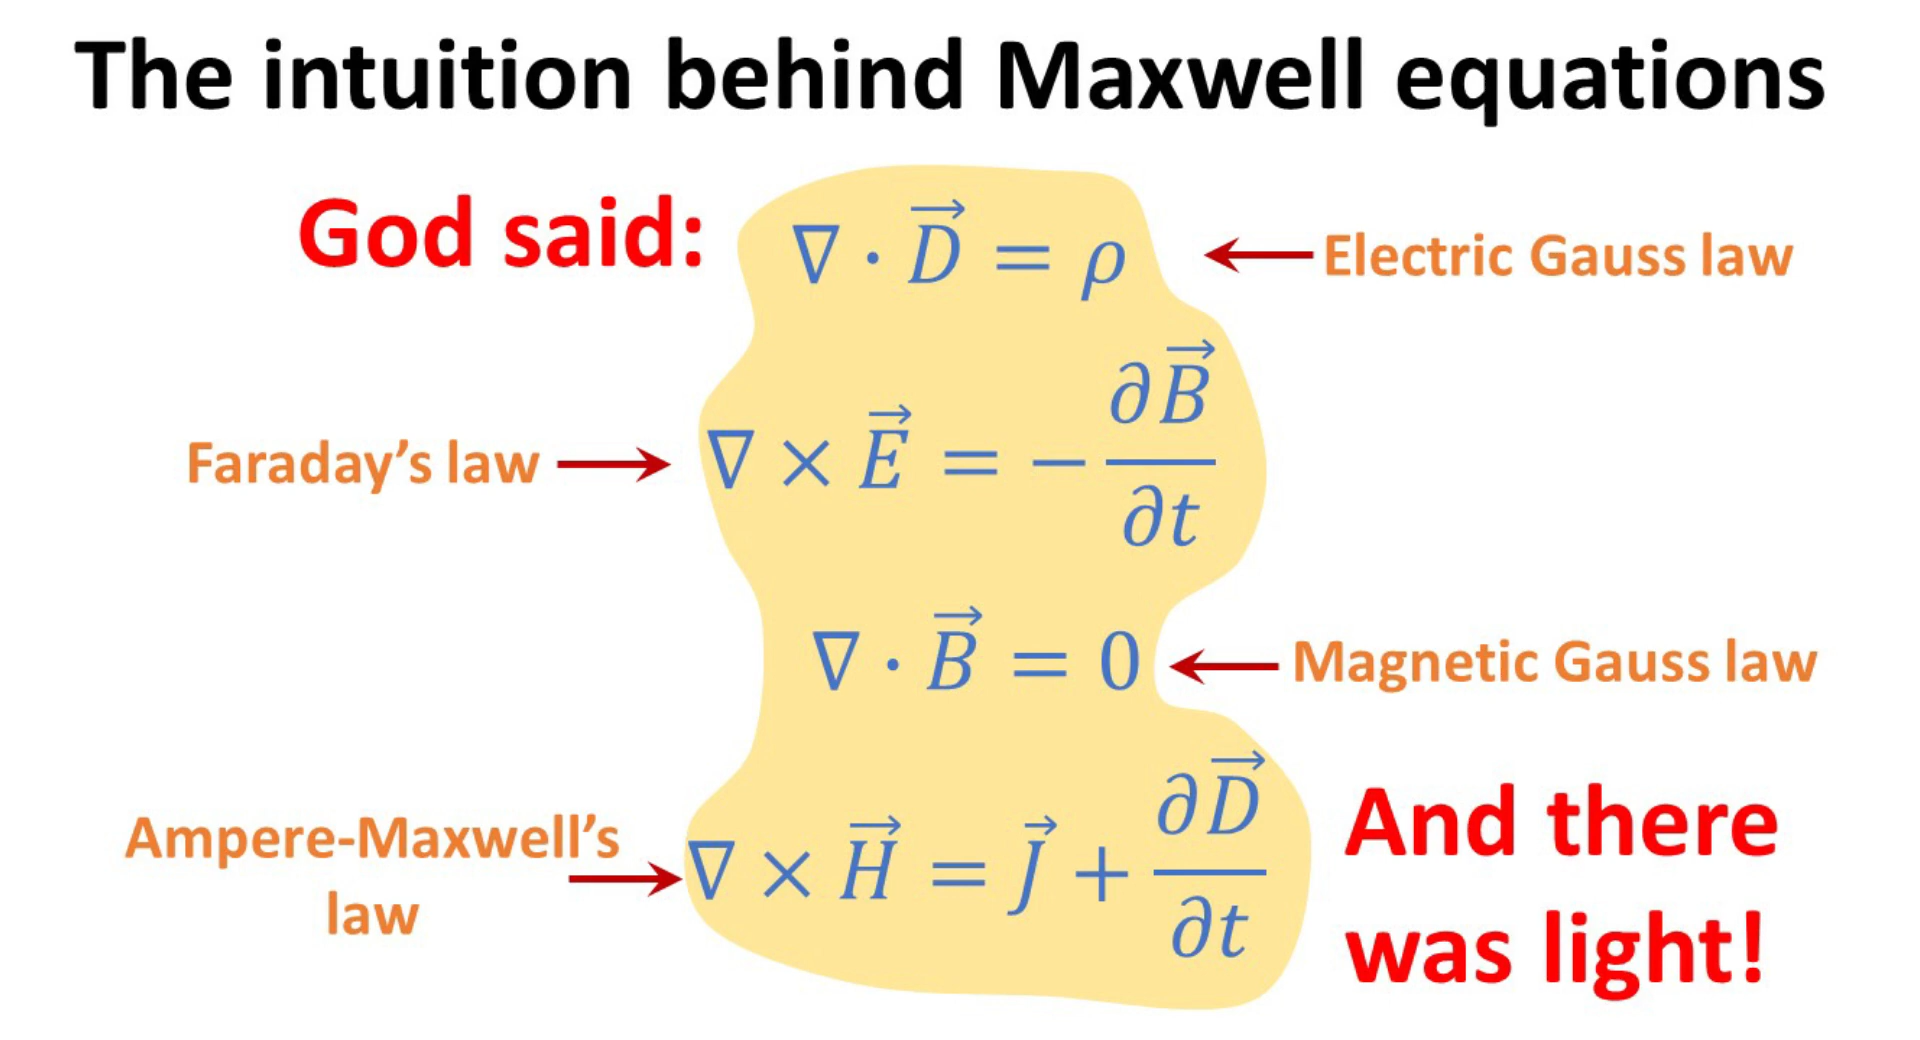 The intuition behind Maxwell equations
God said:
∇ · D⃗ = ρ
Electric Gauss law
Faraday’s law
∇ × E⃗ = − ∂B⃗/∂t
∇ · B⃗ = 0
Magnetic Gauss law
Ampere-Maxwell’s
law
∇ × H⃗ = J⃗ + ∂D⃗/∂t
And there
was light!